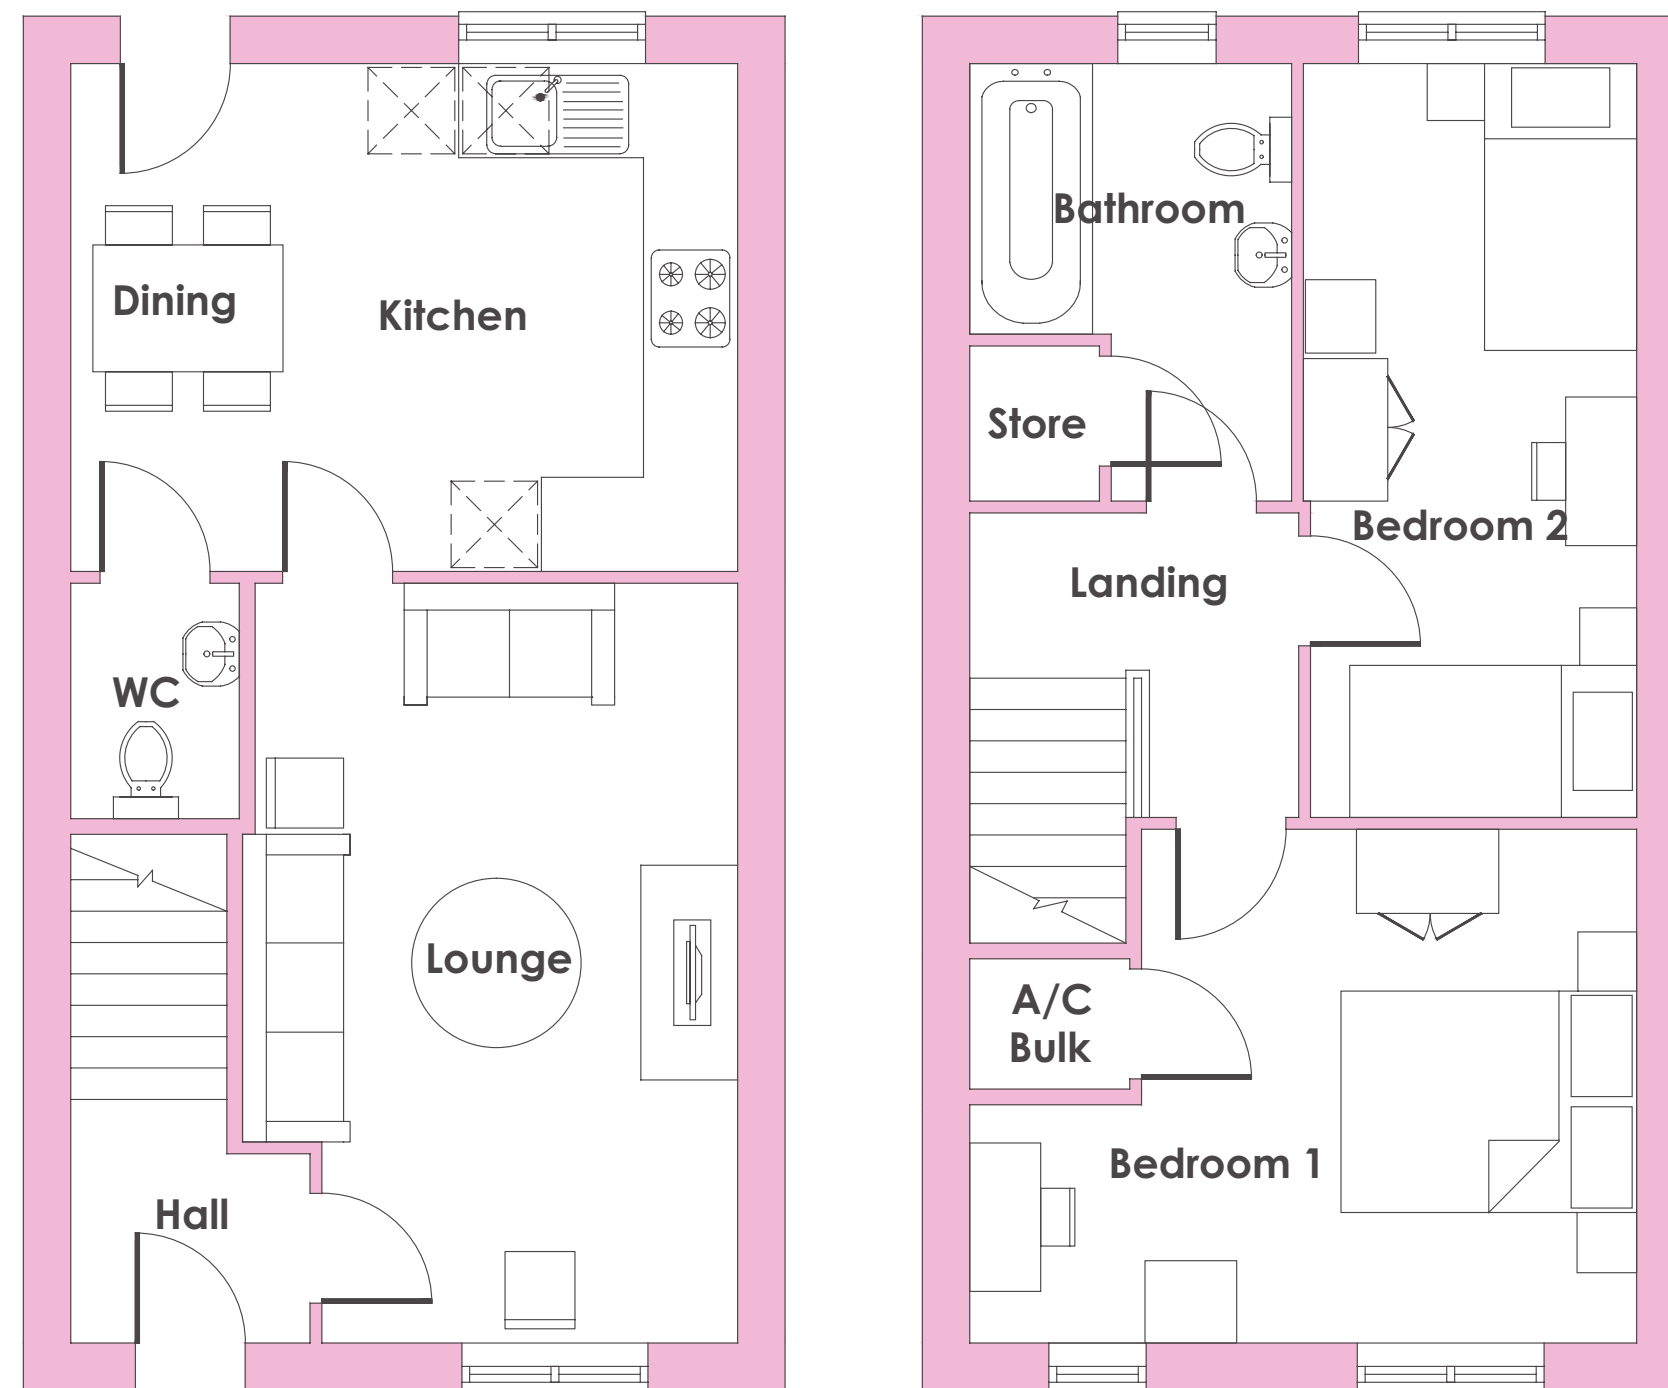 Dining
Kitchen
WC
Lounge
Hall
Bathroom
Store
Bedroom 2
Landing
A/C
Bulk
Bedroom 1